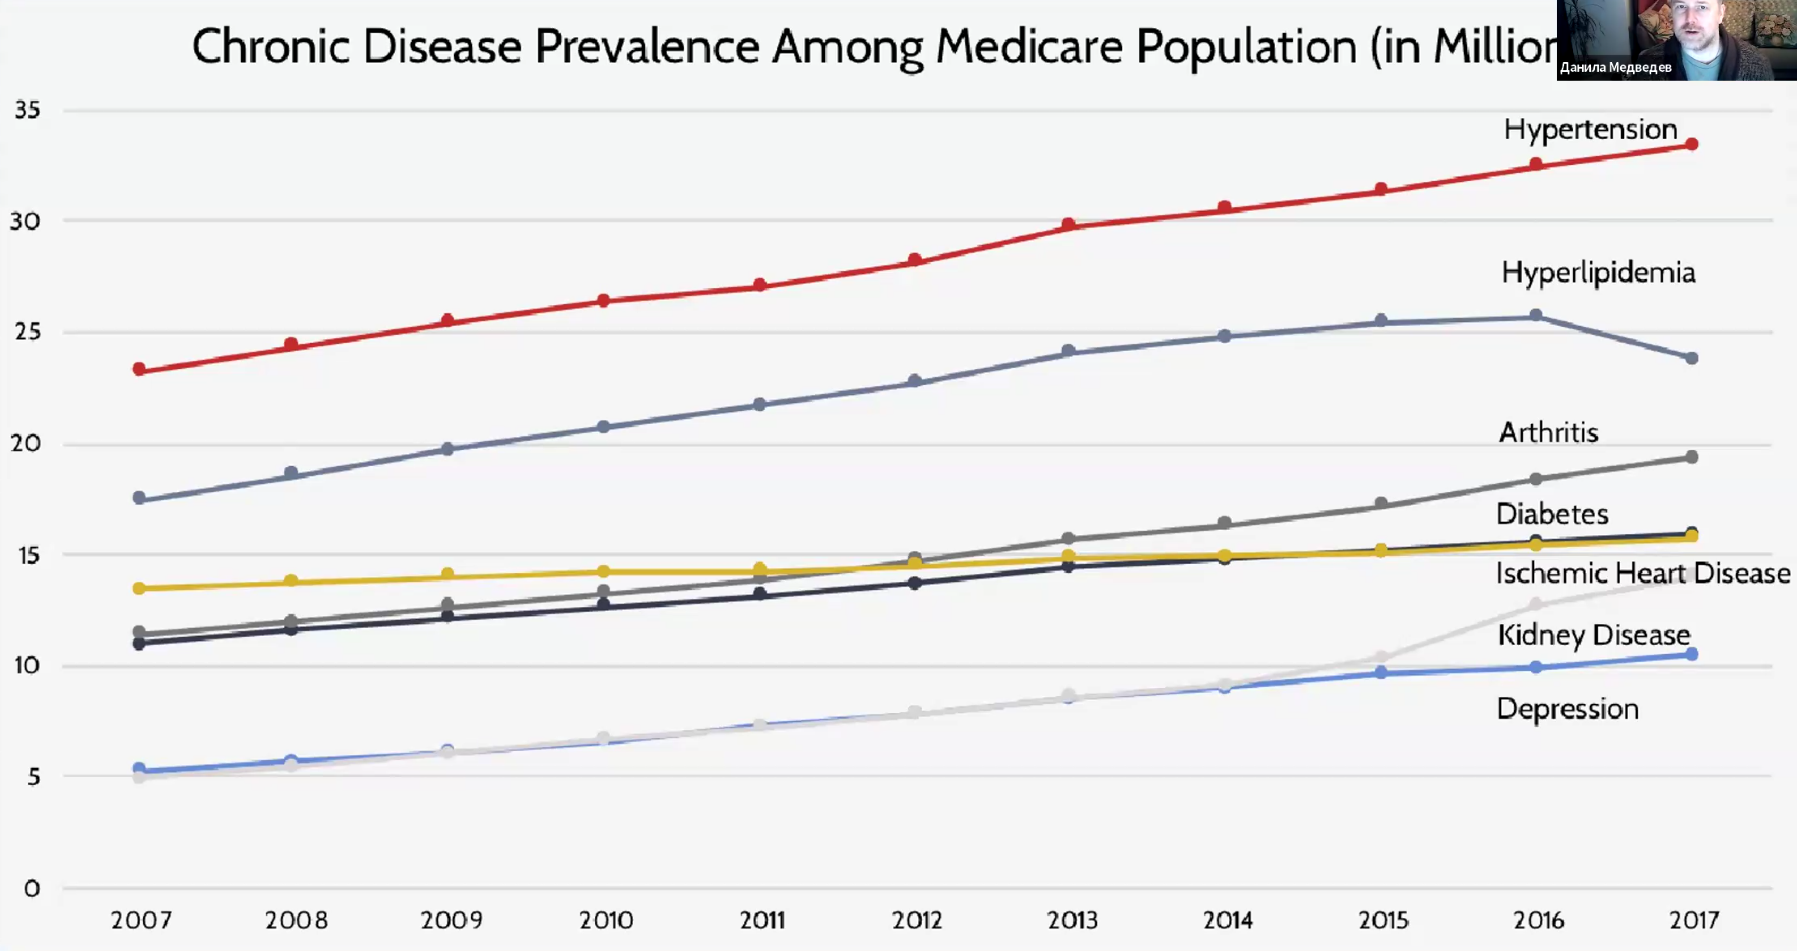 Chronic Disease Prevalence Among Medicare Population (in Million
Данила Медведев
35
Hypertension
30
Hyperlipidemia
25
20
Arthritis
Diabetes
15
Ischemic Heart Disease
Kidney Disease
10
Depression
5
0
2007 2008 2009 2010 2011 2012 2013 2014 2015 2016 2017